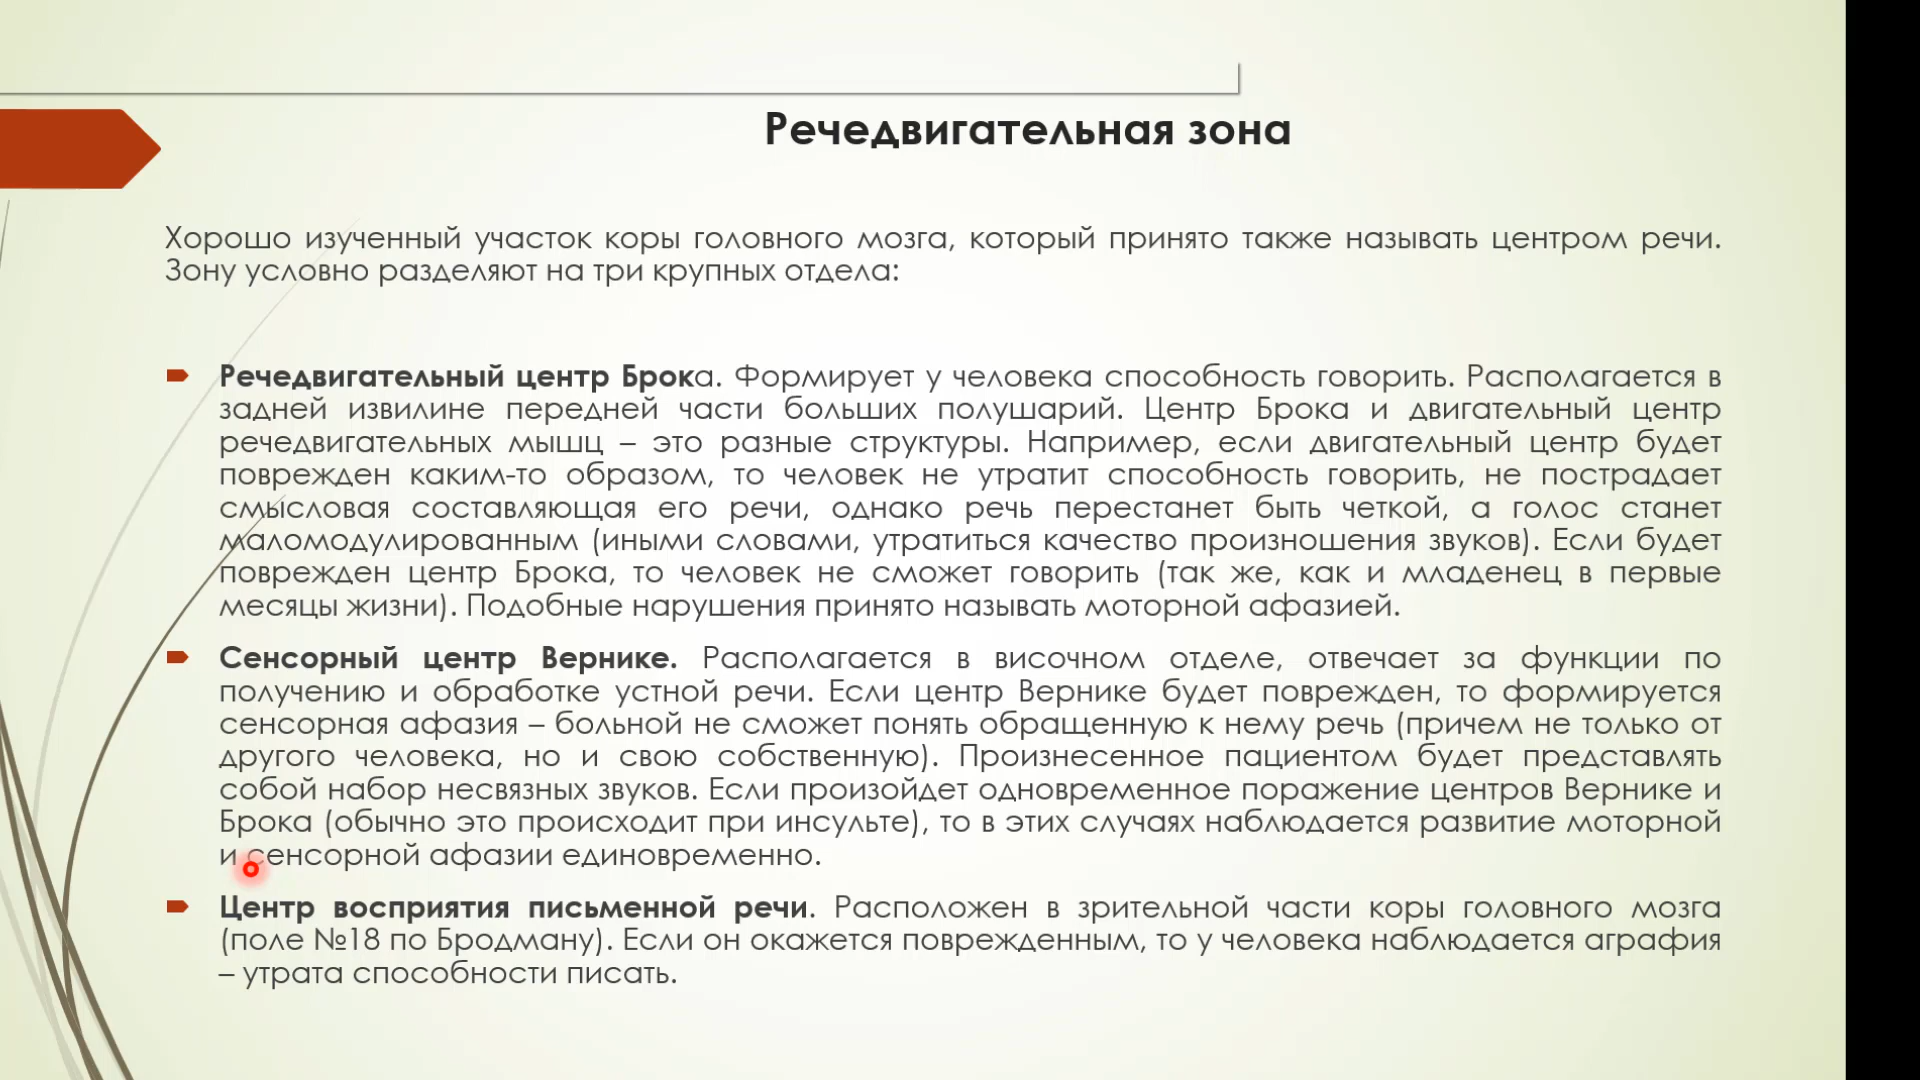 Речедвигательная зона
Хорошо изученный участок коры головного мозга, который принято также называть центром речи.
Зону условно разделяют на три крупных отдела:
Речедвигательный центр Брока. Формирует у человека способность говорить. Располагается в
задней извилине передней части больших полушарий. Центр Брока и двигательный центр
речедвигательных мышц – это разные структуры. Например, если двигательный центр будет
поврежден каким-то образом, то человек не утратит способность говорить, не пострадает
смысловая составляющая его речи, однако речь перестанет быть четкой, а голос станет
маломодулированным (иными словами, утратиться качество произношения звуков). Если будет
поврежден центр Брока, то человек не сможет говорить (так же, как и младенец в первые
месяцы жизни). Подобные нарушения принято называть моторной афазией.
Сенсорный центр Вернике. Располагается в височном отделе, отвечает за функции по
получению и обработке устной речи. Если центр Вернике будет поврежден, то формируется
сенсорная афазия – больной не сможет понять обращенную к нему речь (причем не только от
другого человека, но и свою собственную). Произнесенное пациентом будет представлять
собой набор несвязных звуков. Если произойдет одновременное поражение центров Вернике и
Брока (обычно это происходит при инсульте), то в этих случаях наблюдается развитие моторной
и сенсорной афазии единовременно.
Центр восприятия письменной речи. Расположен в зрительной части коры головного мозга
(поле №18 по Бродману). Если он окажется поврежденным, то у человека наблюдается аграфия
– утрата способности писать.